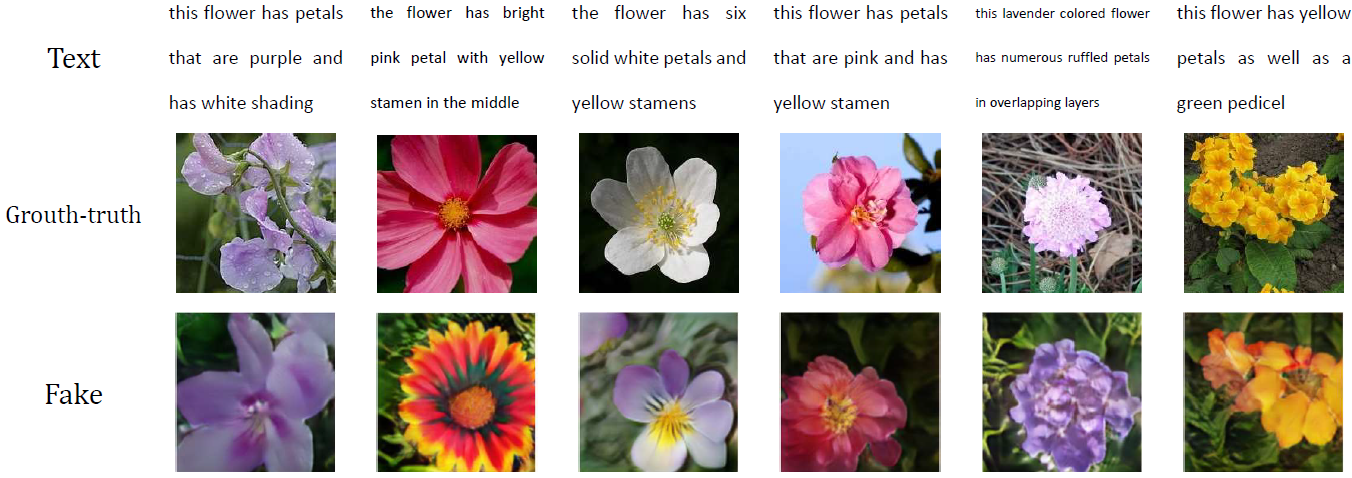 Text
this flower has petals
that are purple and
has white shading
the flower has bright
pink petal with yellow
stamen in the middle
the flower has six
solid white petals and
yellow stamens
this flower has petals
that are pink and has
yellow stamen
this lavender colored flower
has numerous ruffled petals
in overlapping layers
this flower has yellow
petals as well as a
green pedicel
Grouth-truth
Fake